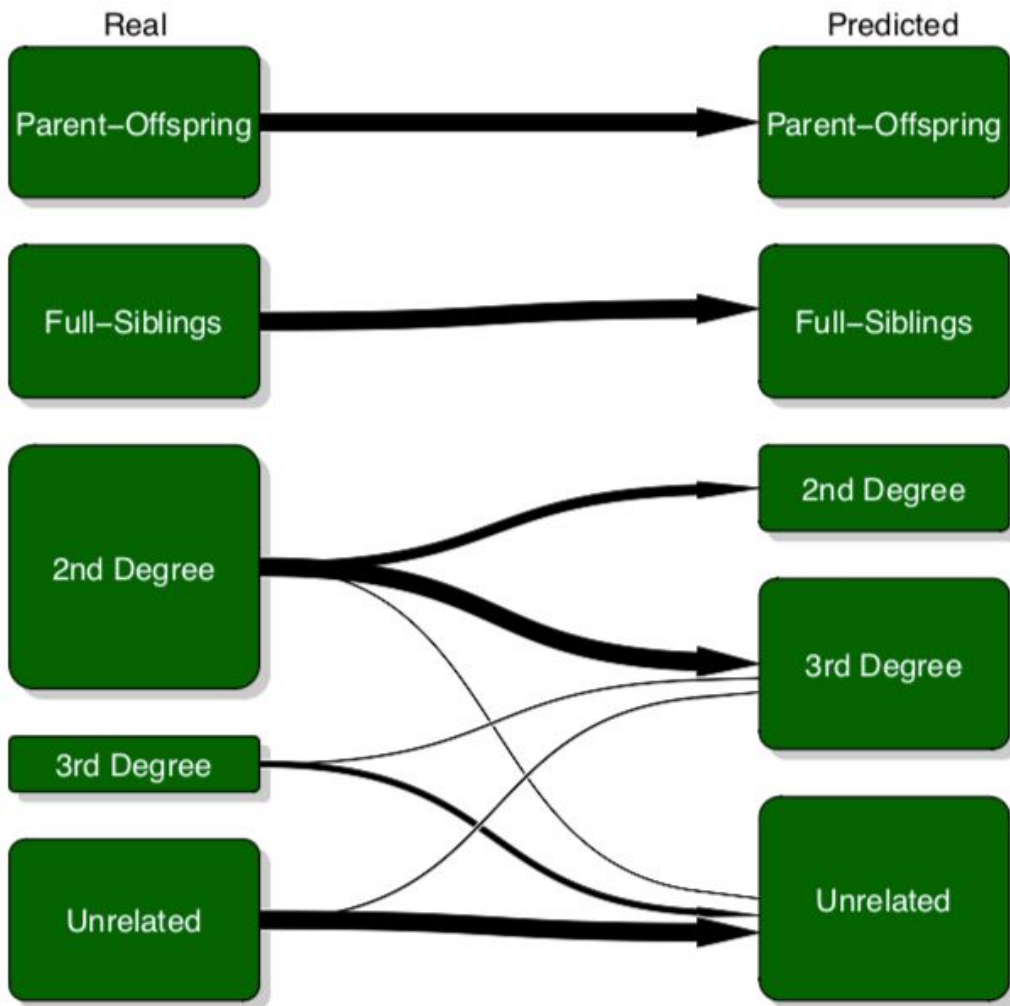 Real
Predicted
Parent–Offspring
Parent–Offspring
Full–Siblings
Full–Siblings
2nd Degree
2nd Degree
3rd Degree
3rd Degree
Unrelated
Unrelated